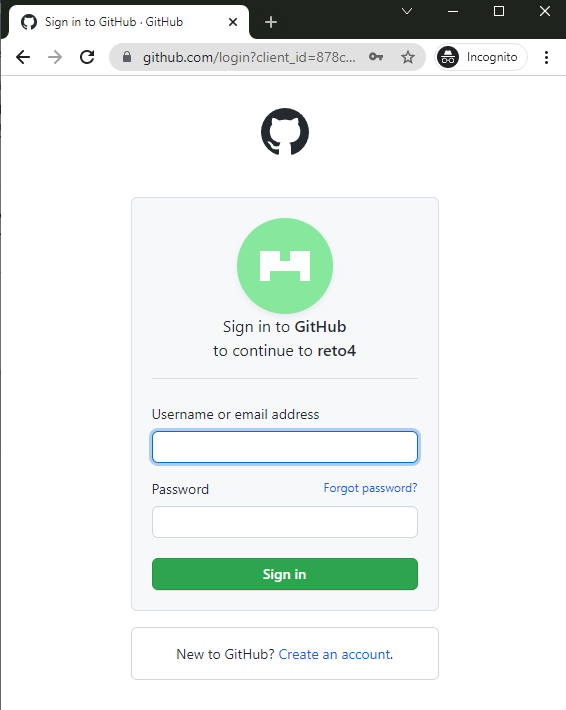 Sign in to GitHub · GitHub
github.com/login?client_id=878c...
Incognito
Sign in to GitHub
to continue to reto4
Username or email address
Password
Forgot password?
Sign in
New to GitHub? Create an account.